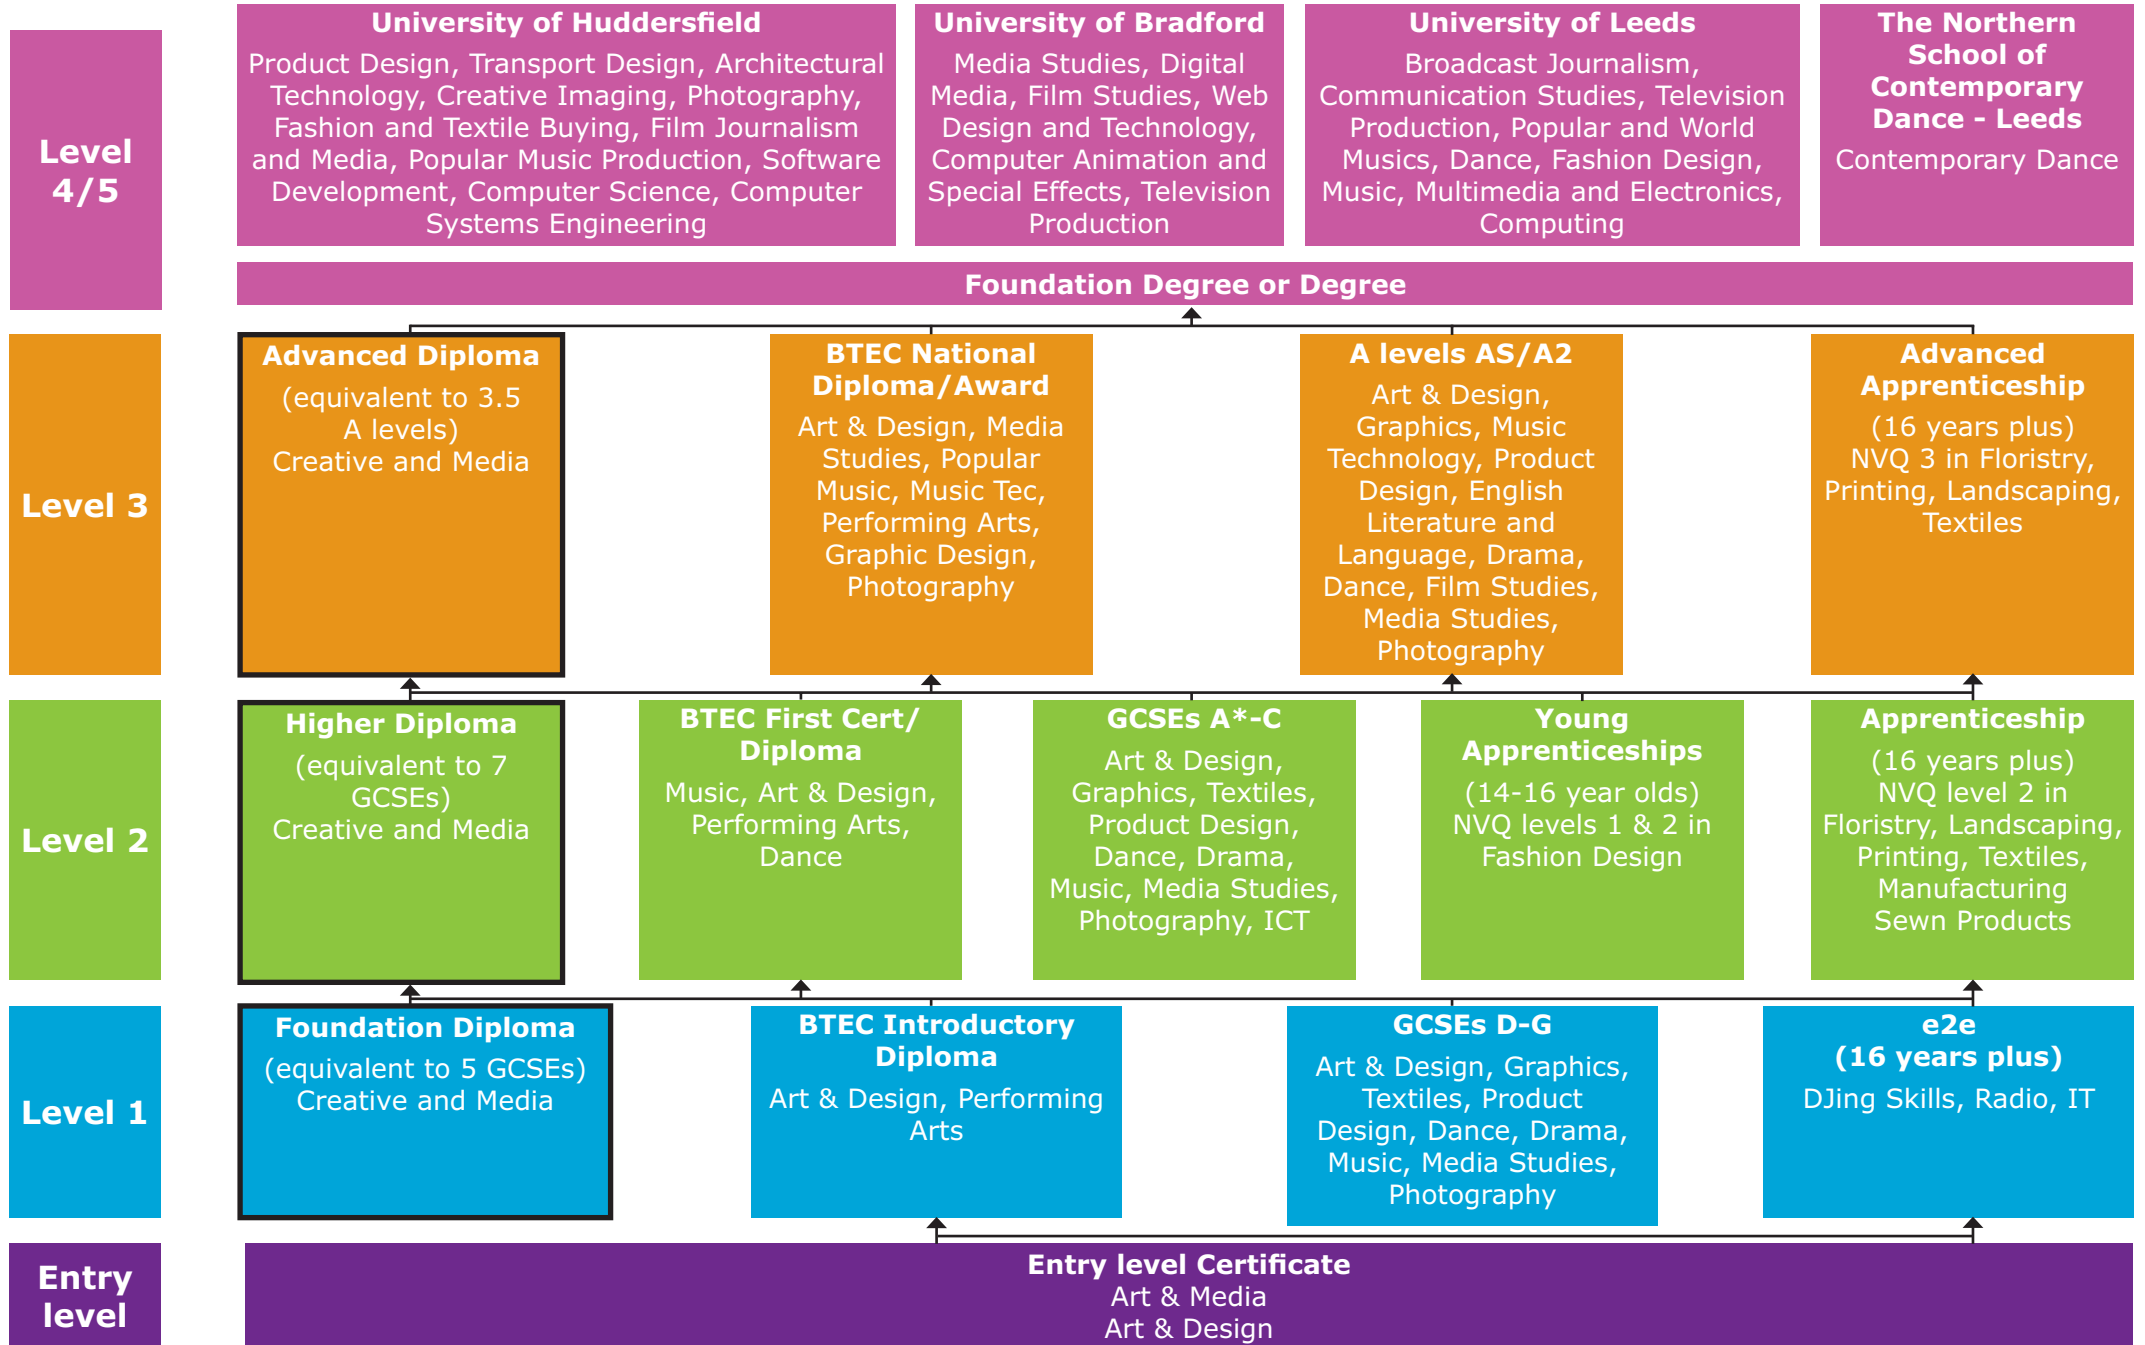 Level
4/5
University of Huddersfield
Product Design, Transport Design, Architectural
Technology, Creative Imaging, Photography,
Fashion and Textile Buying, Film Journalism
and Media, Popular Music Production, Software
Development, Computer Science, Computer
Systems Engineering
University of Bradford
Media Studies, Digital
Media, Film Studies, Web
Design and Technology,
Computer Animation and
Special Effects, Television
Production
University of Leeds
Broadcast Journalism,
Communication Studies, Television
Production, Popular and World
Musics, Dance, Fashion Design,
Music, Multimedia and Electronics,
Computing
The Northern
School of
Contemporary
Dance - Leeds
Contemporary Dance
Foundation Degree or Degree
Level 3
Advanced Diploma
(equivalent to 3.5
A levels)
Creative and Media
BTEC National
Diploma/Award
Art & Design, Media
Studies, Popular
Music, Music Tec,
Performing Arts,
Graphic Design,
Photography
A levels AS/A2
Art & Design,
Graphics, Music
Technology, Product
Design, English
Literature and
Language, Drama,
Dance, Film Studies,
Media Studies,
Photography
Advanced
Apprenticeship
(16 years plus)
NVQ 3 in Floristry,
Printing, Landscaping,
Textiles
Level 2
Higher Diploma
(equivalent to 7
GCSEs)
Creative and Media
BTEC First Cert/
Diploma
Music, Art & Design,
Performing Arts,
Dance
GCSEs A*-C
Art & Design,
Graphics, Textiles,
Product Design,
Dance, Drama,
Music, Media Studies,
Photography, ICT
Young
Apprenticeships
(14-16 year olds)
NVQ levels 1 & 2 in
Fashion Design
Apprenticeship
(16 years plus)
NVQ level 2 in
Floristry, Landscaping,
Printing, Textiles,
Manufacturing
Sewn Products
Level 1
Foundation Diploma
(equivalent to 5 GCSEs)
Creative and Media
BTEC Introductory
Diploma
Art & Design, Performing
Arts
GCSEs D-G
Art & Design, Graphics,
Textiles, Product
Design, Dance, Drama,
Music, Media Studies,
Photography
e2e
(16 years plus)
DJing Skills, Radio, IT
Entry
level
Entry level Certificate
Art & Media
Art & Design